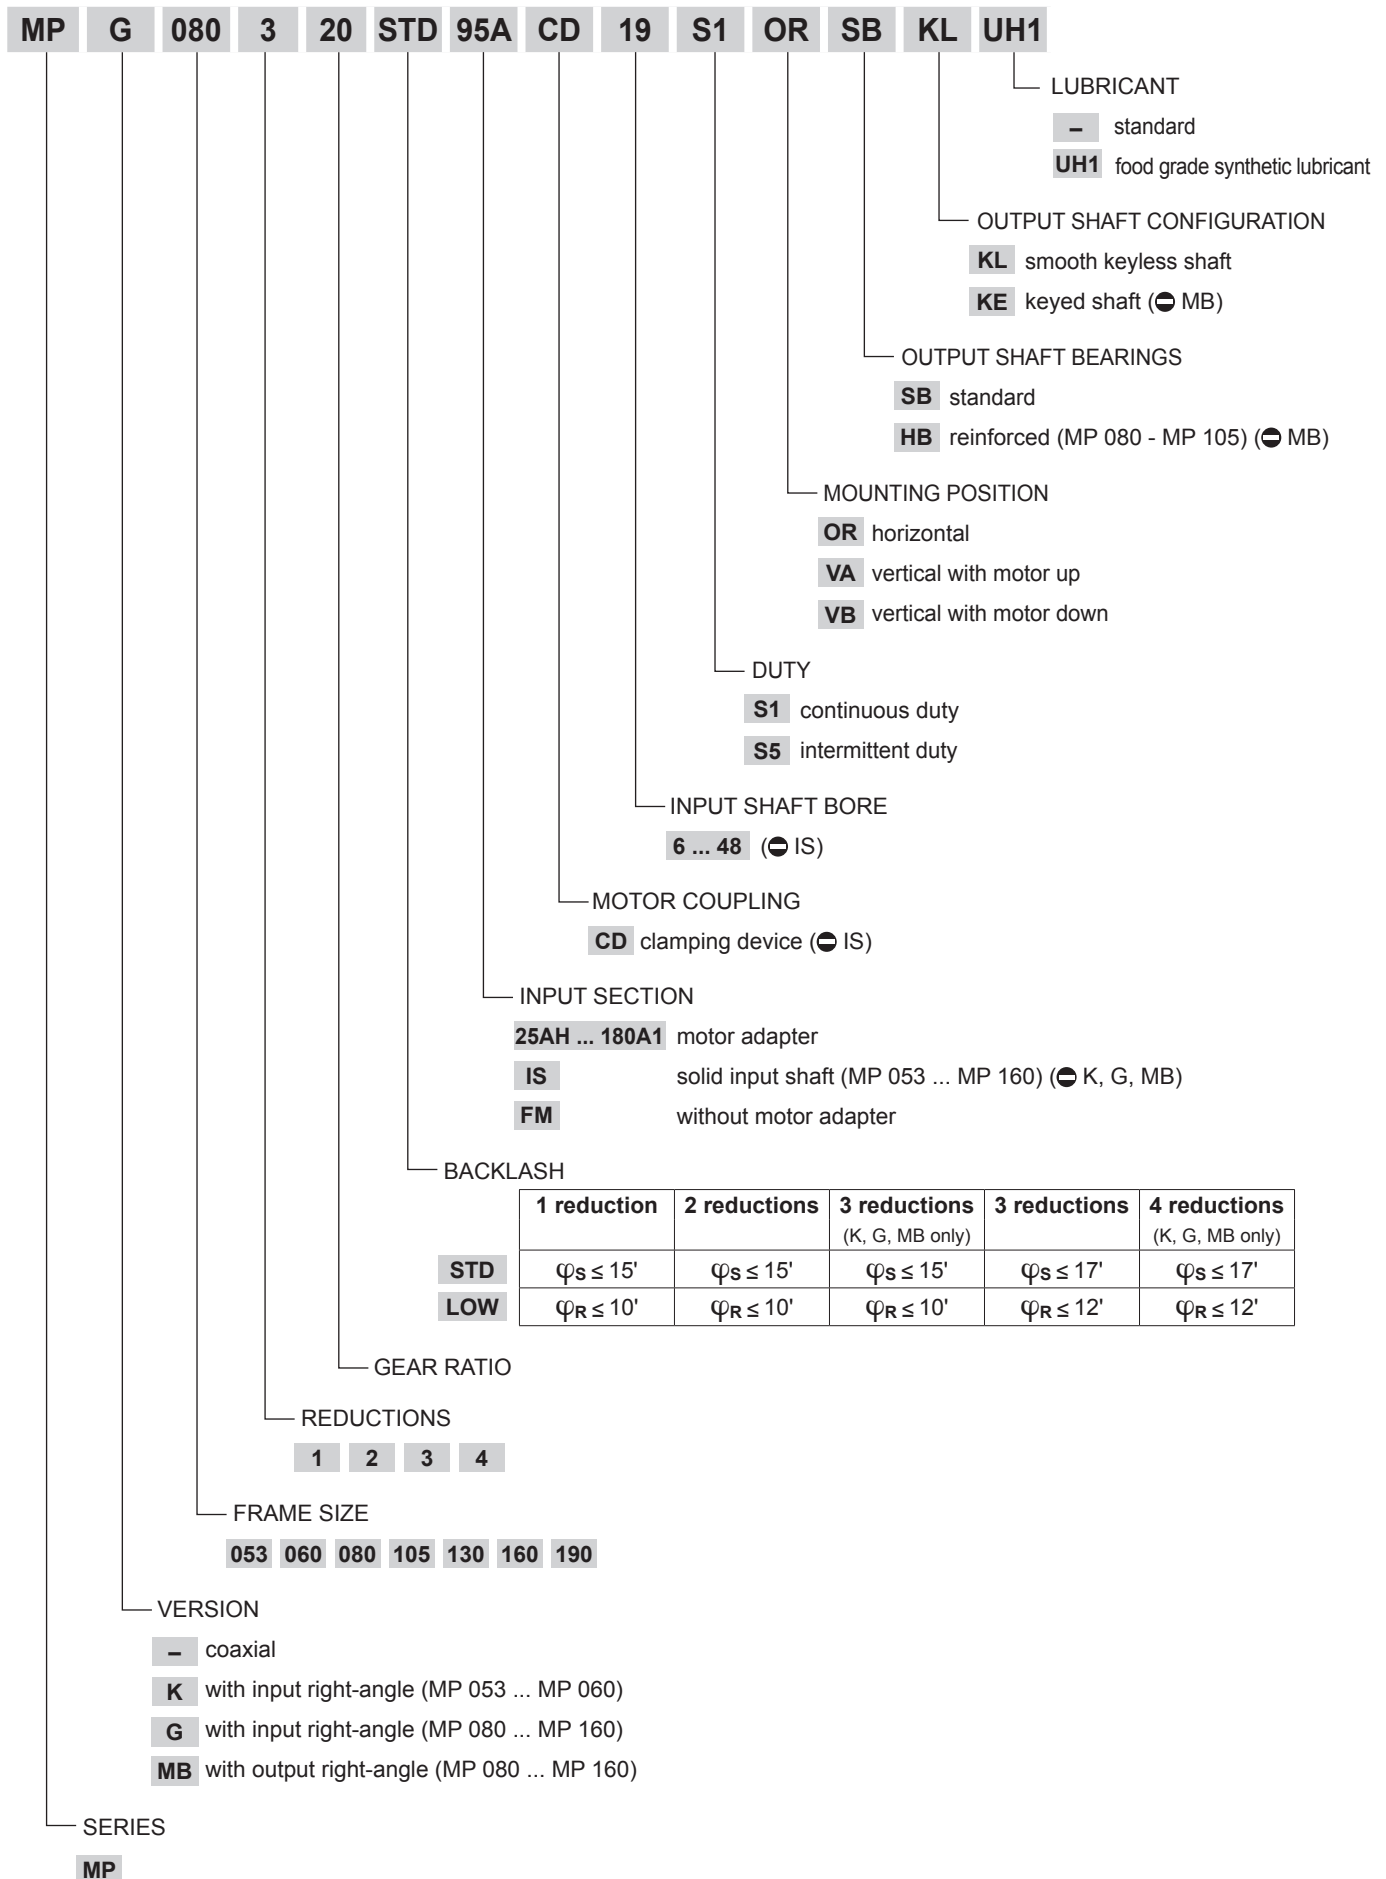 MP G 080 3 20 STD 95A CD 19 S1 OR SB KL UH1
LUBRICANT
– standard
UH1 food grade synthetic lubricant
OUTPUT SHAFT CONFIGURATION
KL smooth keyless shaft
KE keyed shaft (⛔ MB)
OUTPUT SHAFT BEARINGS
SB standard
HB reinforced (MP 080 - MP 105) (⛔ MB)
MOUNTING POSITION
OR horizontal
VA vertical with motor up
VB vertical with motor down
DUTY
S1 continuous duty
S5 intermittent duty
INPUT SHAFT BORE
6 ... 48 (⛔ IS)
MOTOR COUPLING
CD clamping device (⛔ IS)
INPUT SECTION
25AH ... 180A1 motor adapter
IS solid input shaft (MP 053 ... MP 160) (⛔ K, G, MB)
FM without motor adapter
BACKLASH
1 reduction 2 reductions 3 reductions 3 reductions 4 reductions
(K, G, MB only) (K, G, MB only)
STD φS ≤ 15' φS ≤ 15' φS ≤ 15' φS ≤ 17' φS ≤ 17'
LOW φR ≤ 10' φR ≤ 10' φR ≤ 10' φR ≤ 12' φR ≤ 12'
GEAR RATIO
REDUCTIONS
1 2 3 4
FRAME SIZE
053 060 080 105 130 160 190
VERSION
– coaxial
K with input right-angle (MP 053 ... MP 060)
G with input right-angle (MP 080 ... MP 160)
MB with output right-angle (MP 080 ... MP 160)
SERIES
MP